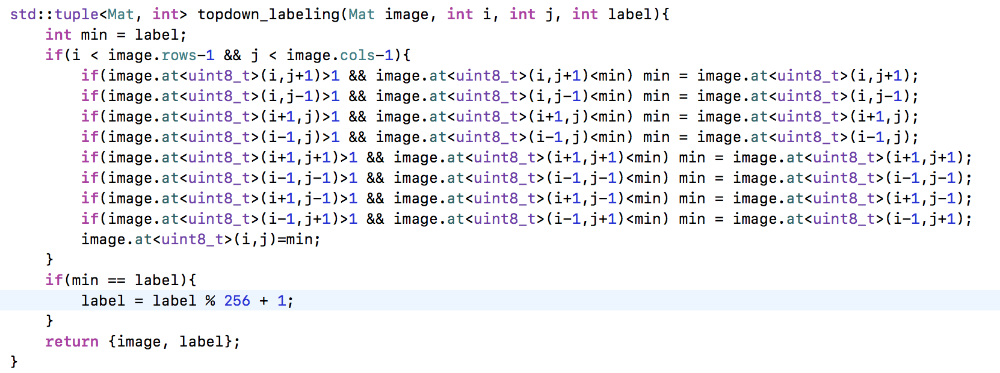 std::tuple<Mat, int> topdown_labeling(Mat image, int i, int j, int label){
    int min = label;
    if(i < image.rows-1 && j < image.cols-1){
        if(image.at<uint8_t>(i,j+1)>1 && image.at<uint8_t>(i,j+1)<min) min = image.at<uint8_t>(i,j+1);
        if(image.at<uint8_t>(i,j-1)>1 && image.at<uint8_t>(i,j-1)<min) min = image.at<uint8_t>(i,j-1);
        if(image.at<uint8_t>(i+1,j)>1 && image.at<uint8_t>(i+1,j)<min) min = image.at<uint8_t>(i+1,j);
        if(image.at<uint8_t>(i-1,j)>1 && image.at<uint8_t>(i-1,j)<min) min = image.at<uint8_t>(i-1,j);
        if(image.at<uint8_t>(i+1,j+1)>1 && image.at<uint8_t>(i+1,j+1)<min) min = image.at<uint8_t>(i+1,j+1);
        if(image.at<uint8_t>(i-1,j-1)>1 && image.at<uint8_t>(i-1,j-1)<min) min = image.at<uint8_t>(i-1,j-1);
        if(image.at<uint8_t>(i+1,j-1)>1 && image.at<uint8_t>(i+1,j-1)<min) min = image.at<uint8_t>(i+1,j-1);
        if(image.at<uint8_t>(i-1,j+1)>1 && image.at<uint8_t>(i-1,j+1)<min) min = image.at<uint8_t>(i-1,j+1);
        image.at<uint8_t>(i,j)=min;
    }
    if(min == label){
        label = label % 256 + 1;
    }
    return {image, label};
}